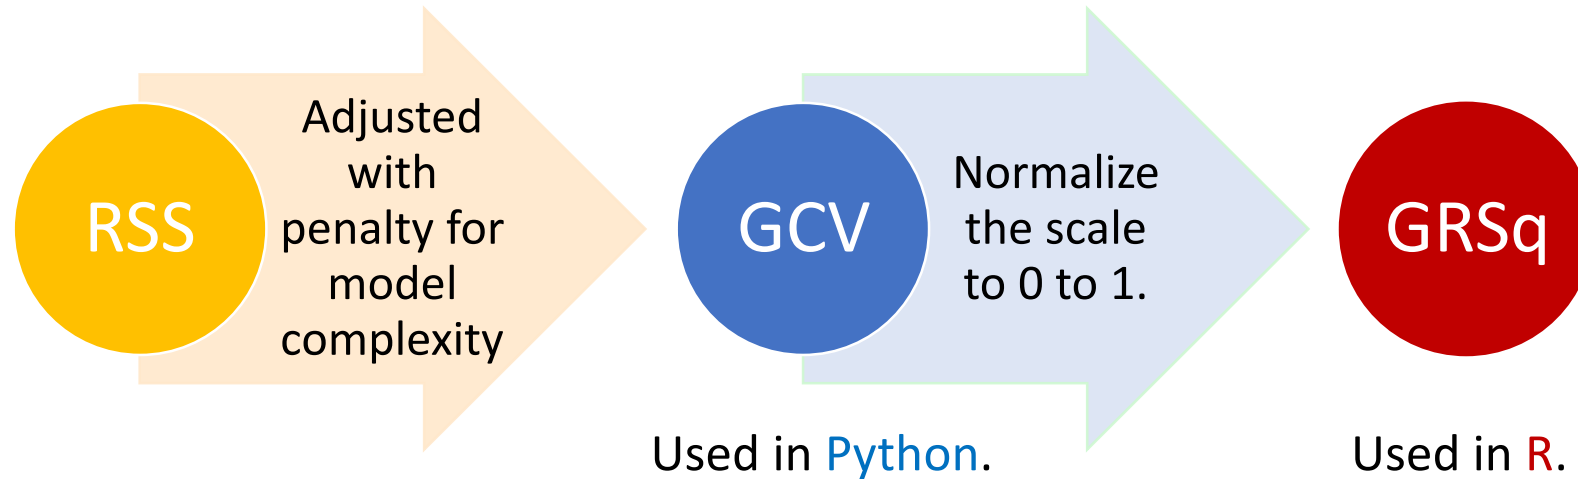 RSS
Adjusted
with
penalty for
model
complexity
GCV
Normalize
the scale
to 0 to 1.
GRSq
Used in Python.
Used in R.